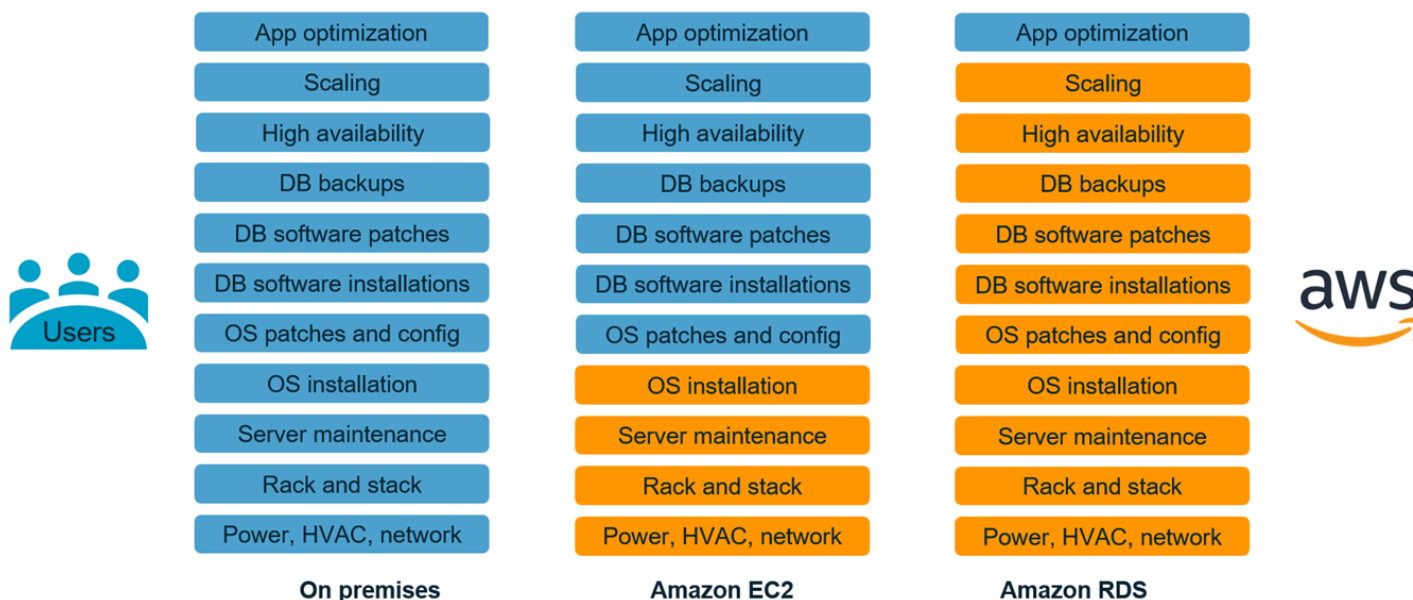 App optimization
App optimization
App optimization
Scaling
Scaling
Scaling
High availability
High availability
High availability
DB backups
DB backups
DB backups
DB software patches
DB software patches
DB software patches
DB software installations
DB software installations
DB software installations
Users
aws
OS patches and config
OS patches and config
OS patches and config
OS installation
OS installation
OS installation
Server maintenance
Server maintenance
Server maintenance
Rack and stack
Rack and stack
Rack and stack
Power, HVAC, network
Power, HVAC, network
Power, HVAC, network
On premises
Amazon EC2
Amazon RDS